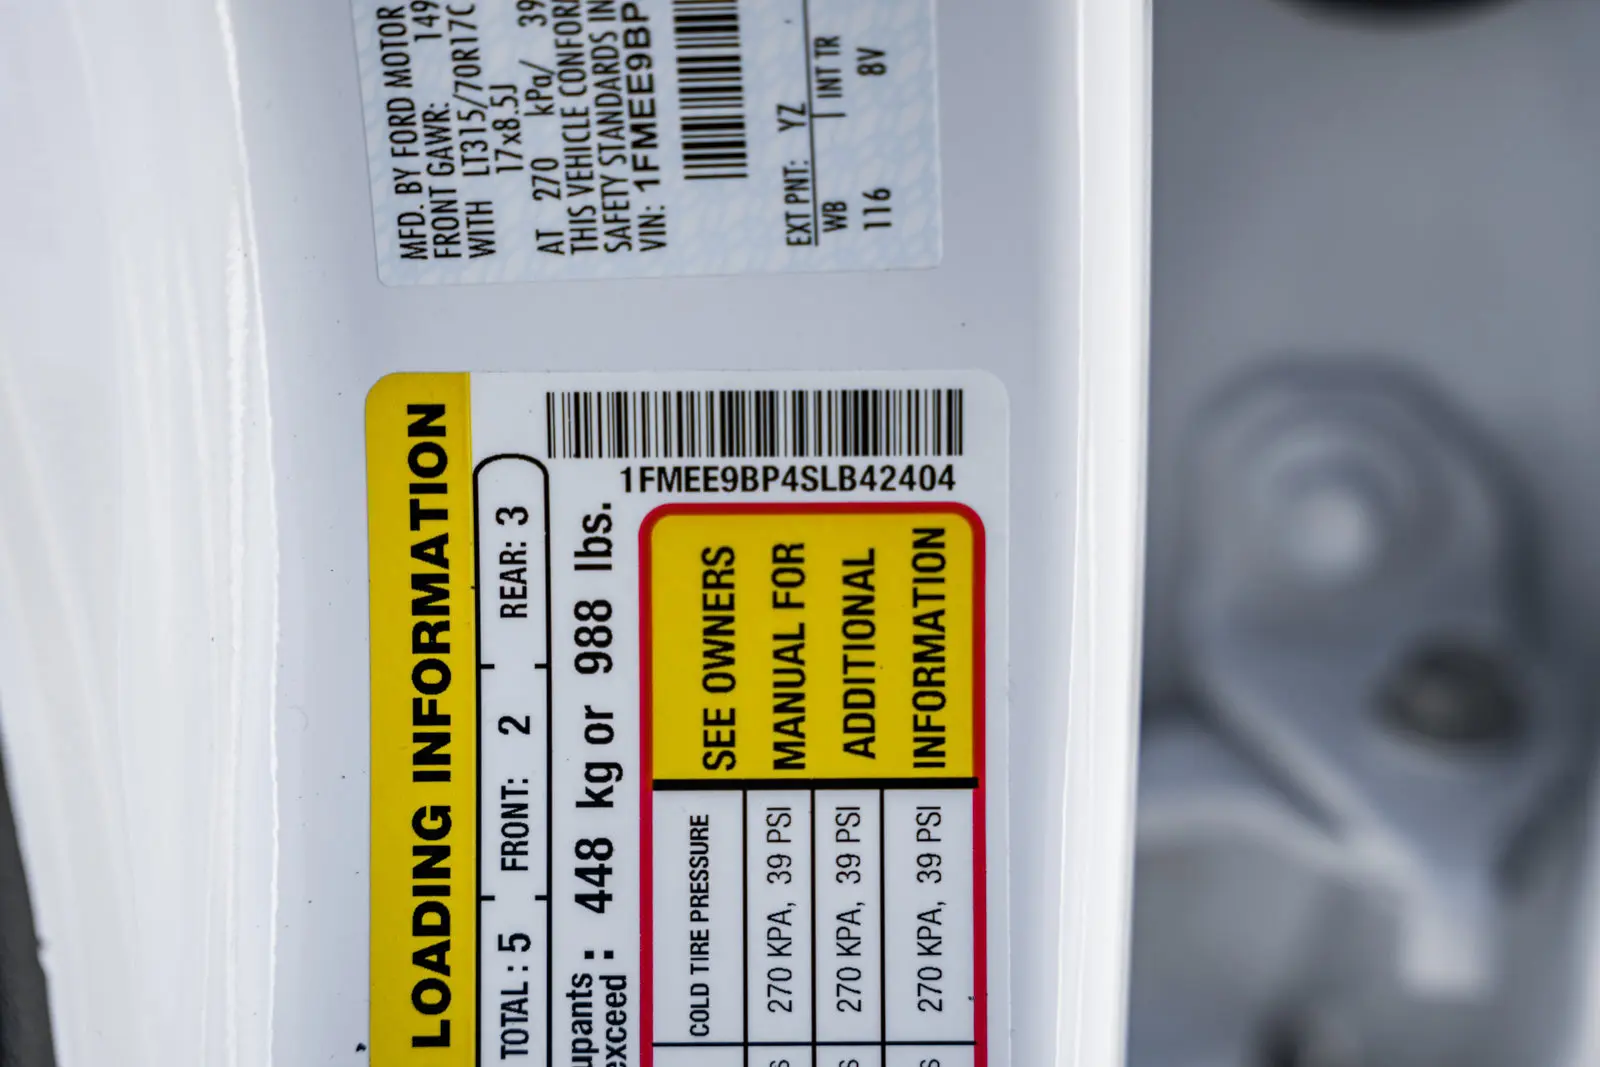 MFD. BY FORD MOTOR
FRONT GAWR: 149
WITH LT315/70R17C
17x8.5J
AT 270 kPa/ 39
THIS VEHICLE CONFOR
SAFETY STANDARDS IN
VIN: 1FMEE9BP
EXT PNT: YZ
WB INT TR
116 8V
LOADING INFORMATION
TOTAL : 5 FRONT: 2 REAR: 3
upants
exceed : 448 kg or 988 lbs.
1FMEE9BP4SLB42404
COLD TIRE PRESSURE
270 KPA, 39 PSI
270 KPA, 39 PSI
270 KPA, 39 PSI
SEE OWNERS
MANUAL FOR
ADDITIONAL
INFORMATION